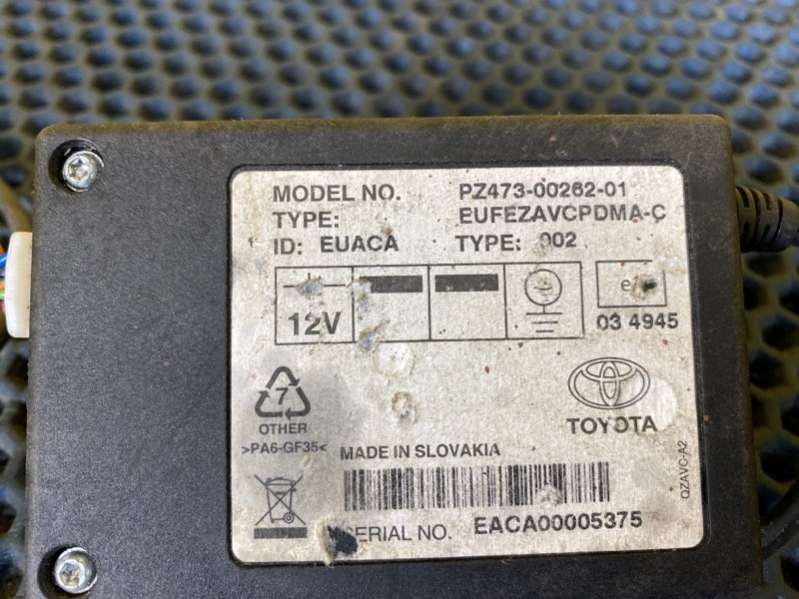 MODEL NO. PZ473-00262-01
TYPE: EUFEZAVCPDMA-C
ID: EUACA TYPE: 002
12V
03 4945
7
OTHER
>PA6-GF35<
TOYOTA
MADE IN SLOVAKIA
QZAVC-A2
SERIAL NO. EACA00005375